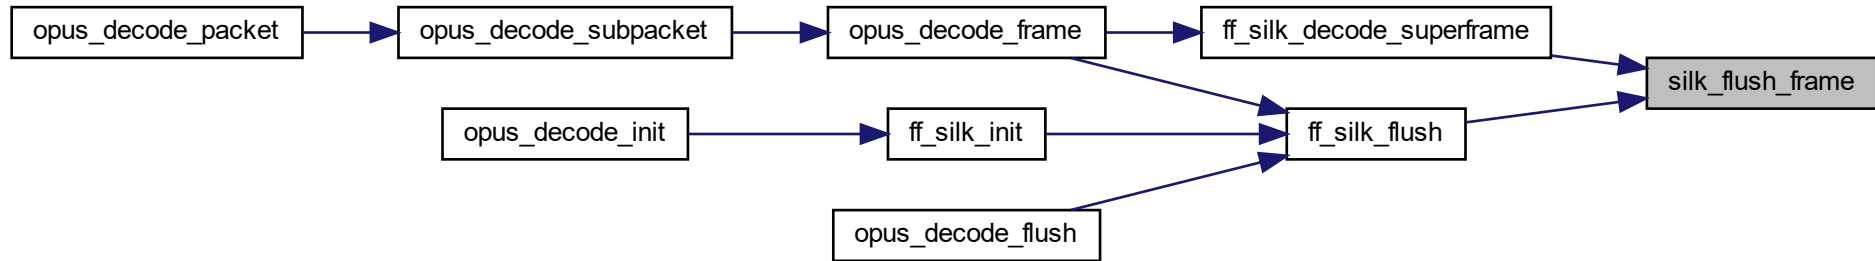 opus_decode_packet
opus_decode_subpacket
opus_decode_frame
ff_silk_decode_superframe
silk_flush_frame
opus_decode_init
ff_silk_init
ff_silk_flush
opus_decode_flush